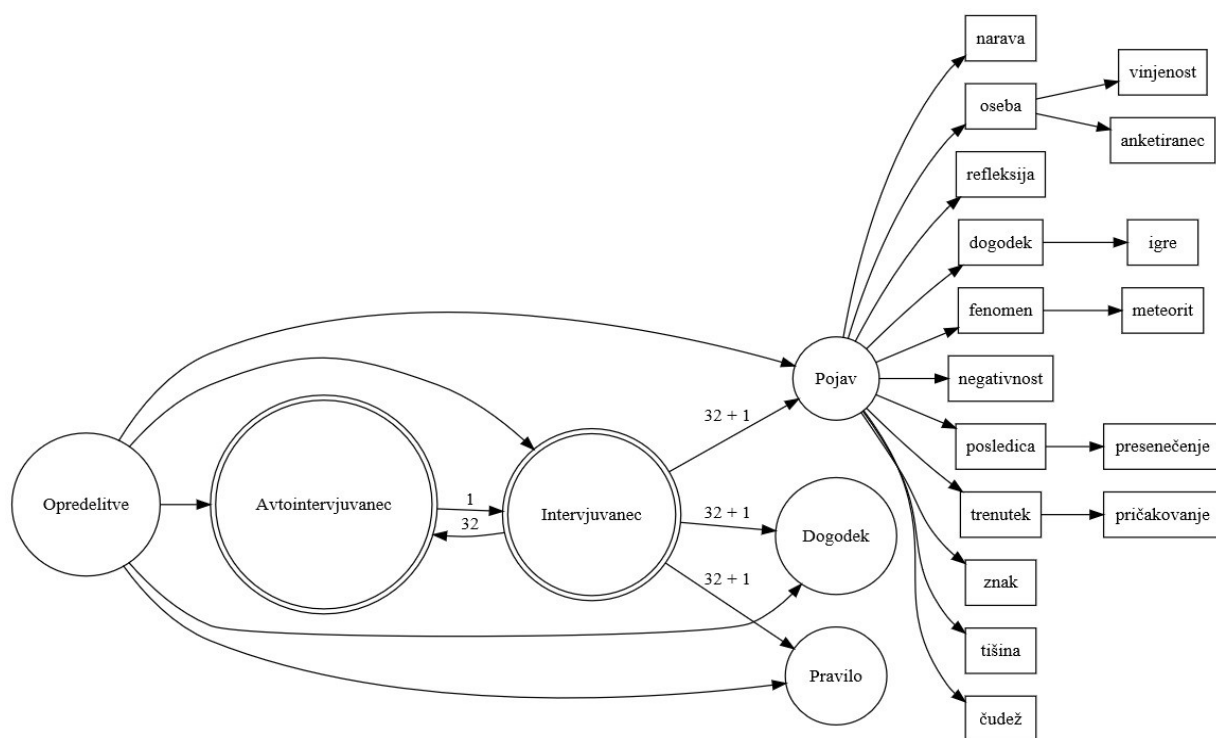 narava
vinjenost
oseba
anketiranec
refleksija
dogodek
igre
fenomen
meteorit
Pojav
negativnost
32 + 1
posledica
presenečenje
Opredelitve
Avtointervjuvanec
1
32
Intervjuvanec
32 + 1
Dogodek
trenutek
pričakovanje
32 + 1
znak
tišina
Pravilo
čudež